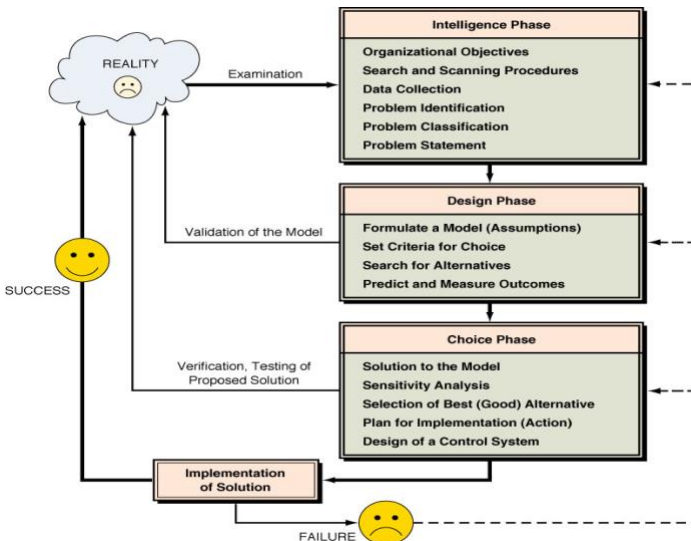 Intelligence Phase
Organizational Objectives
Search and Scanning Procedures
Data Collection
Problem Identification
Problem Classification
Problem Statement
REALITY
Examination
Design Phase
Formulate a Model (Assumptions)
Set Criteria for Choice
Search for Alternatives
Predict and Measure Outcomes
Validation of the Model
SUCCESS
Choice Phase
Solution to the Model
Sensitivity Analysis
Selection of Best (Good) Alternative
Plan for Implementation (Action)
Design of a Control System
Verification, Testing of
Proposed Solution
Implementation
of Solution
FAILURE